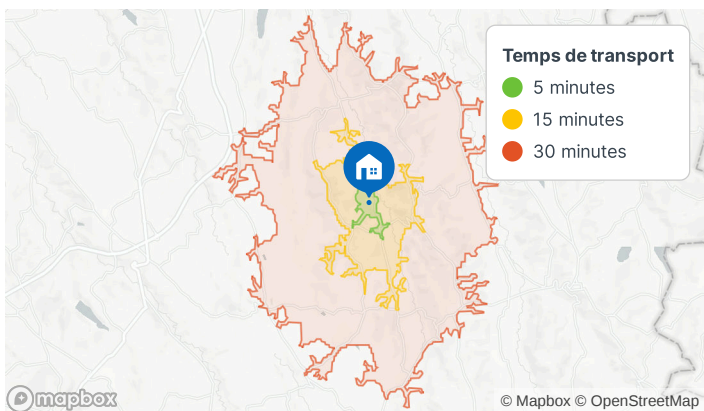 Temps de transport
5 minutes
15 minutes
30 minutes
mapbox
© Mapbox © OpenStreetMap